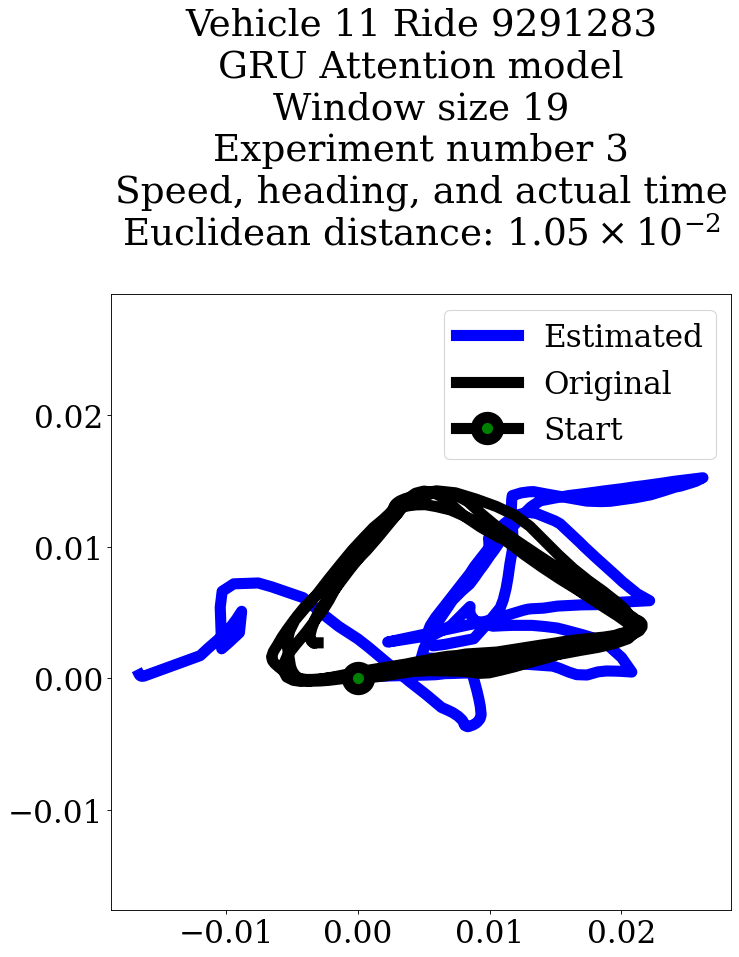 Vehicle 11 Ride 9291283
GRU Attention model
Window size 19
Experiment number 3
Speed, heading, and actual time
Euclidean distance: 1.05 × 10⁻²
Estimated
Original
Start
0.02
0.01
0.00
−0.01
−0.01 0.00 0.01 0.02